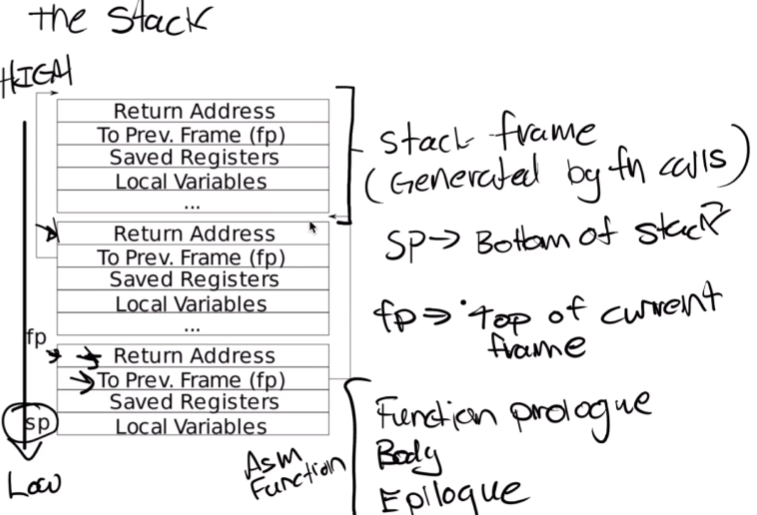 the Stack
HIGH
Return Address
To Prev. Frame (fp)
Saved Registers
Local Variables
...
Stack frame
(Generated by fn calls)
Return Address
To Prev. Frame (fp)
Saved Registers
Local Variables
...
SP → Bottom of stack?
fp ⇒ Top of current
frame
fp
Return Address
To Prev. Frame (fp)
Saved Registers
sp
Local Variables
Low
Asm
Function
Function prologue
Body
Epilogue